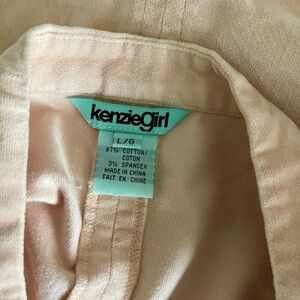 kenziegirl
L/G
97% COTTON/
COTON
3% SPANDEX
MADE IN CHINA
FAIT EN CHINE